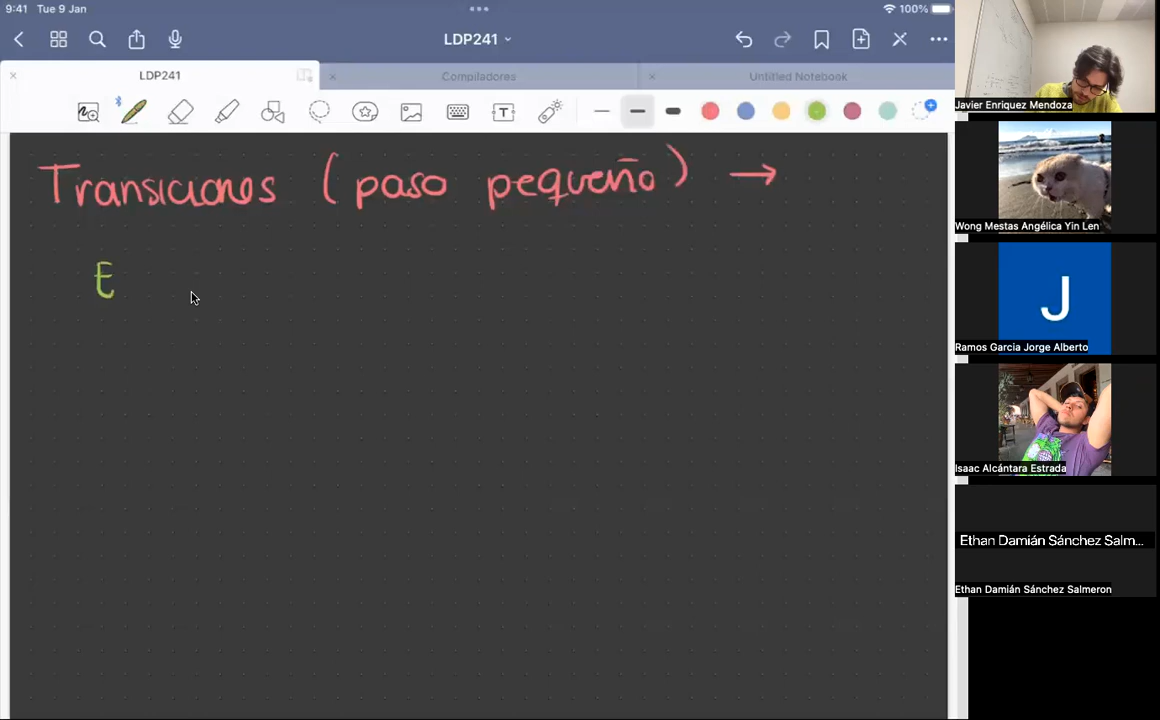 9:41 Tue 9 Jan
100%
LDP241
LDP241
Compiladores
Untitled Notebook
T
Transiciones (paso pequeño) →
E
Javier Enriquez Mendoza
Wong Mestas Angélica Yin Len
J
Ramos Garcia Jorge Alberto
Isaac Alcántara Estrada
Ethan Damián Sánchez Salm...
Ethan Damián Sánchez Salmeron